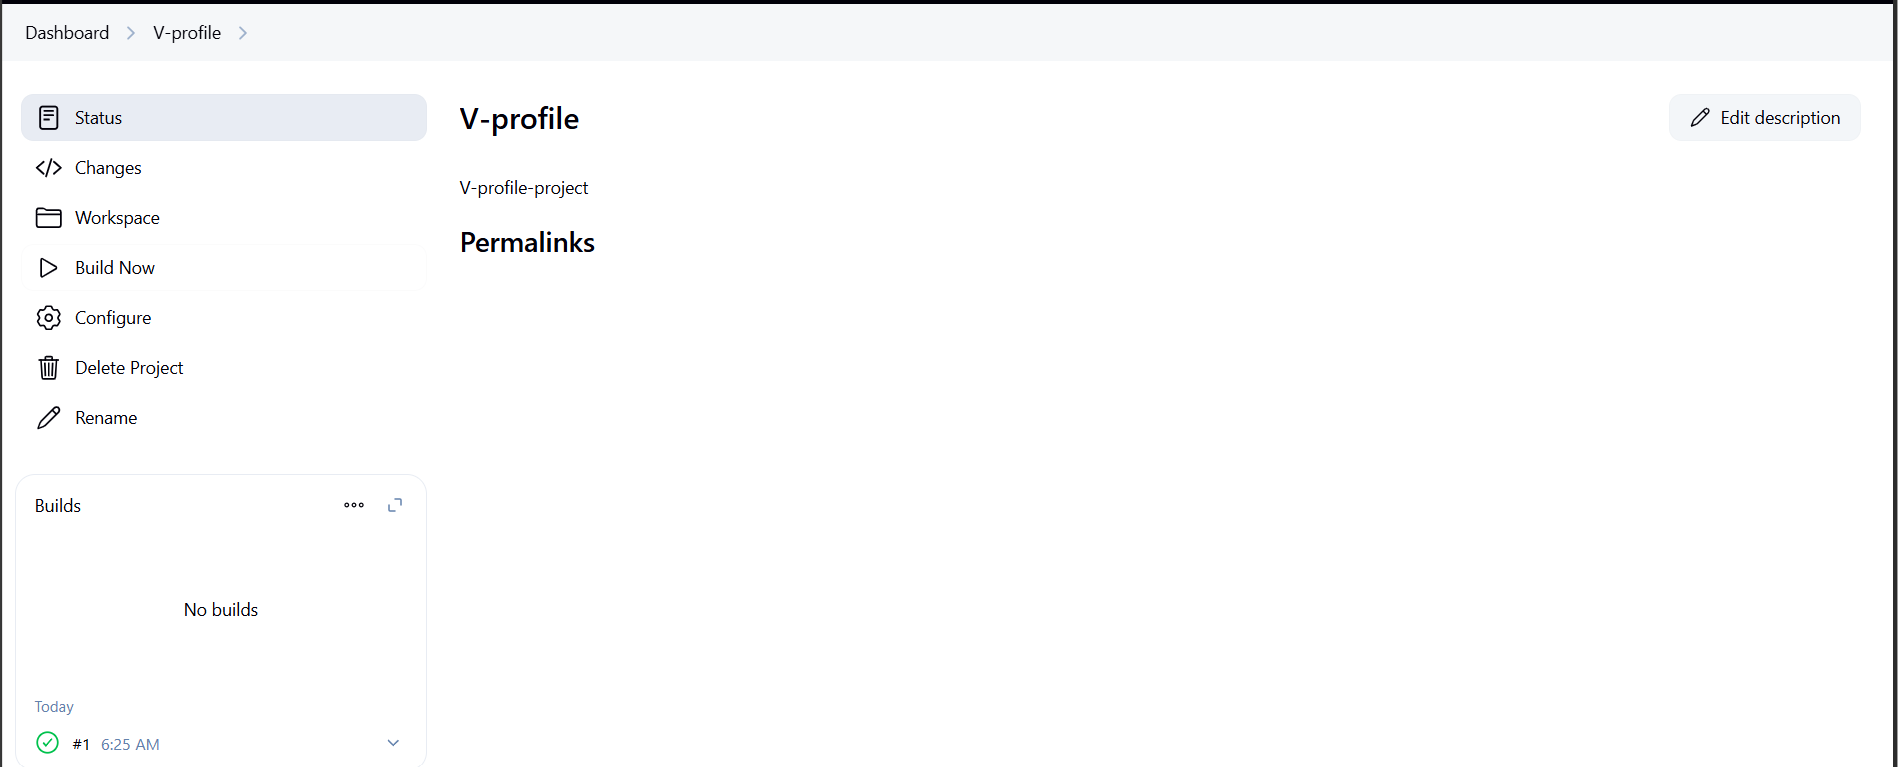 Dashboard
V-profile
Status
Changes
Workspace
Build Now
Configure
Delete Project
Rename
Builds
No builds
Today
#1 6:25 AM
V-profile
Edit description
V-profile-project
Permalinks